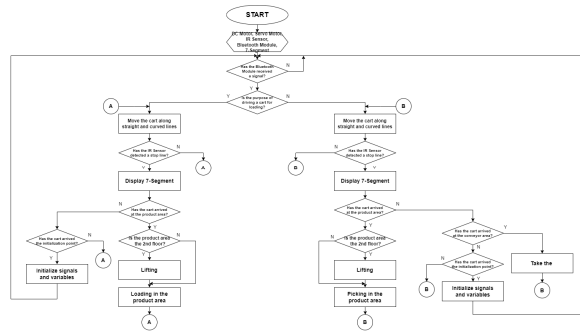 START
DC Motor, Servo Motor,
IR Sensor,
Bluetooth Module,
7-Segment
Has the Bluetooth
Module received
a signal?
N
Y
Is the purpose of
driving a cart for
loading?
Y
N
A
B
Move the cart along
straight and curved lines
Move the cart along
straight and curved lines
Has the IR Sensor
detected a stop line?
N
Y
A
Has the IR Sensor
detected a stop line?
N
Y
B
Display 7-Segment
Display 7-Segment
Has the cart arrived
at the product area?
N
Y
Has the cart arrived
at the product area?
N
Y
Has the cart arrived
the initialization point?
N
Y
A
Is the product area
the 2nd floor?
N
Y
Is the product area
the 2nd floor?
N
Y
Has the cart arrived
at the conveyor area?
Y
N
Has the cart arrived
the initialization point?
N
Y
Take the
Initialize signals
and variables
Lifting
Lifting
B
Initialize signals
and variables
B
Loading in the
product area
Picking in the
product area
A
B